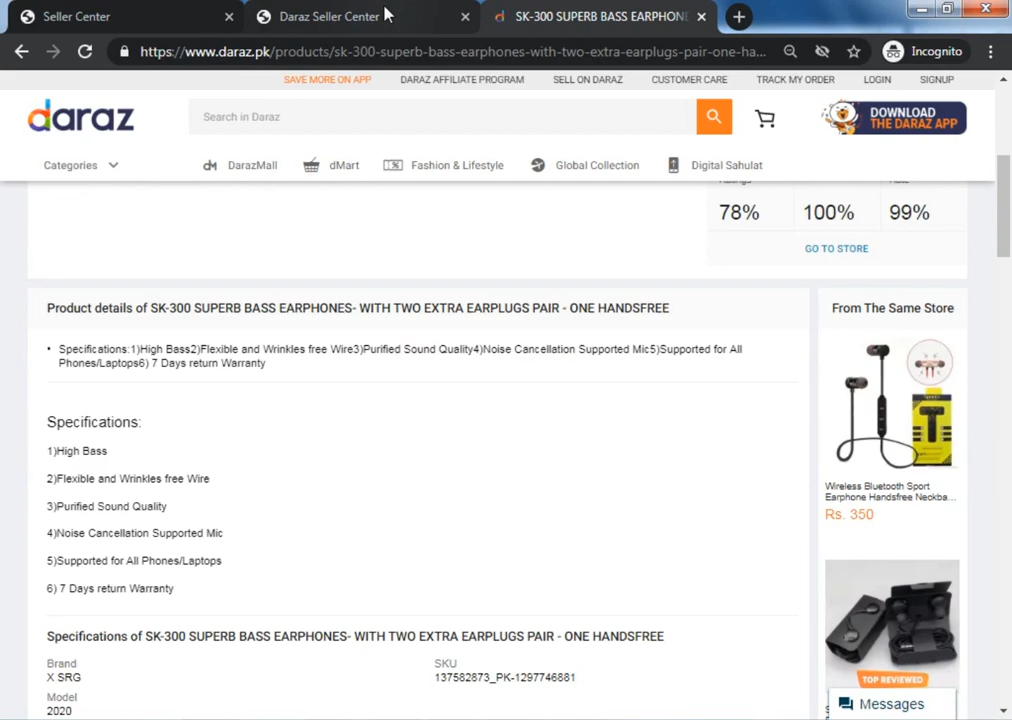 Seller Center
Daraz Seller Center
SK-300 SUPERB BASS EARPHON
https://www.daraz.pk/products/sk-300-superb-bass-earphones-with-two-extra-earplugs-pair-one-ha...
Incognito
SAVE MORE ON APP
DARAZ AFFILIATE PROGRAM
SELL ON DARAZ
CUSTOMER CARE
TRACK MY ORDER
LOGIN
SIGNUP
daraz
Search in Daraz
DOWNLOAD
THE DARAZ APP
Categories
DarazMall
dMart
Fashion & Lifestyle
Global Collection
Digital Sahulat
78%
100%
99%
GO TO STORE
Product details of SK-300 SUPERB BASS EARPHONES- WITH TWO EXTRA EARPLUGS PAIR - ONE HANDSFREE
• Specifications:1)High Bass2)Flexible and Wrinkles free Wire3)Purified Sound Quality4)Noise Cancellation Supported Mic5)Supported for All
Phones/Laptops6) 7 Days return Warranty
Specifications:
1)High Bass
2)Flexible and Wrinkles free Wire
3)Purified Sound Quality
4)Noise Cancellation Supported Mic
5)Supported for All Phones/Laptops
6) 7 Days return Warranty
Specifications of SK-300 SUPERB BASS EARPHONES- WITH TWO EXTRA EARPLUGS PAIR - ONE HANDSFREE
Brand
X SRG
SKU
137582873_PK-1297746881
Model
2020
From The Same Store
Wireless Bluetooth Sport
Earphone Handsfree Neckba...
Rs. 350
TOP REVIEWED
Messages